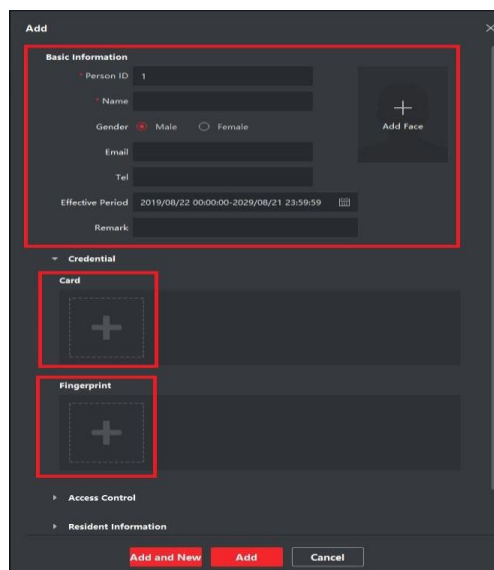 Add
Basic Information
* Person ID 1
* Name
Gender Male Female
Add Face
Email
Tel
Effective Period 2019/08/22 00:00:00-2029/08/21 23:59:59
Remark
Credential
Card
Fingerprint
Access Control
Resident Information
Add and New Add Cancel